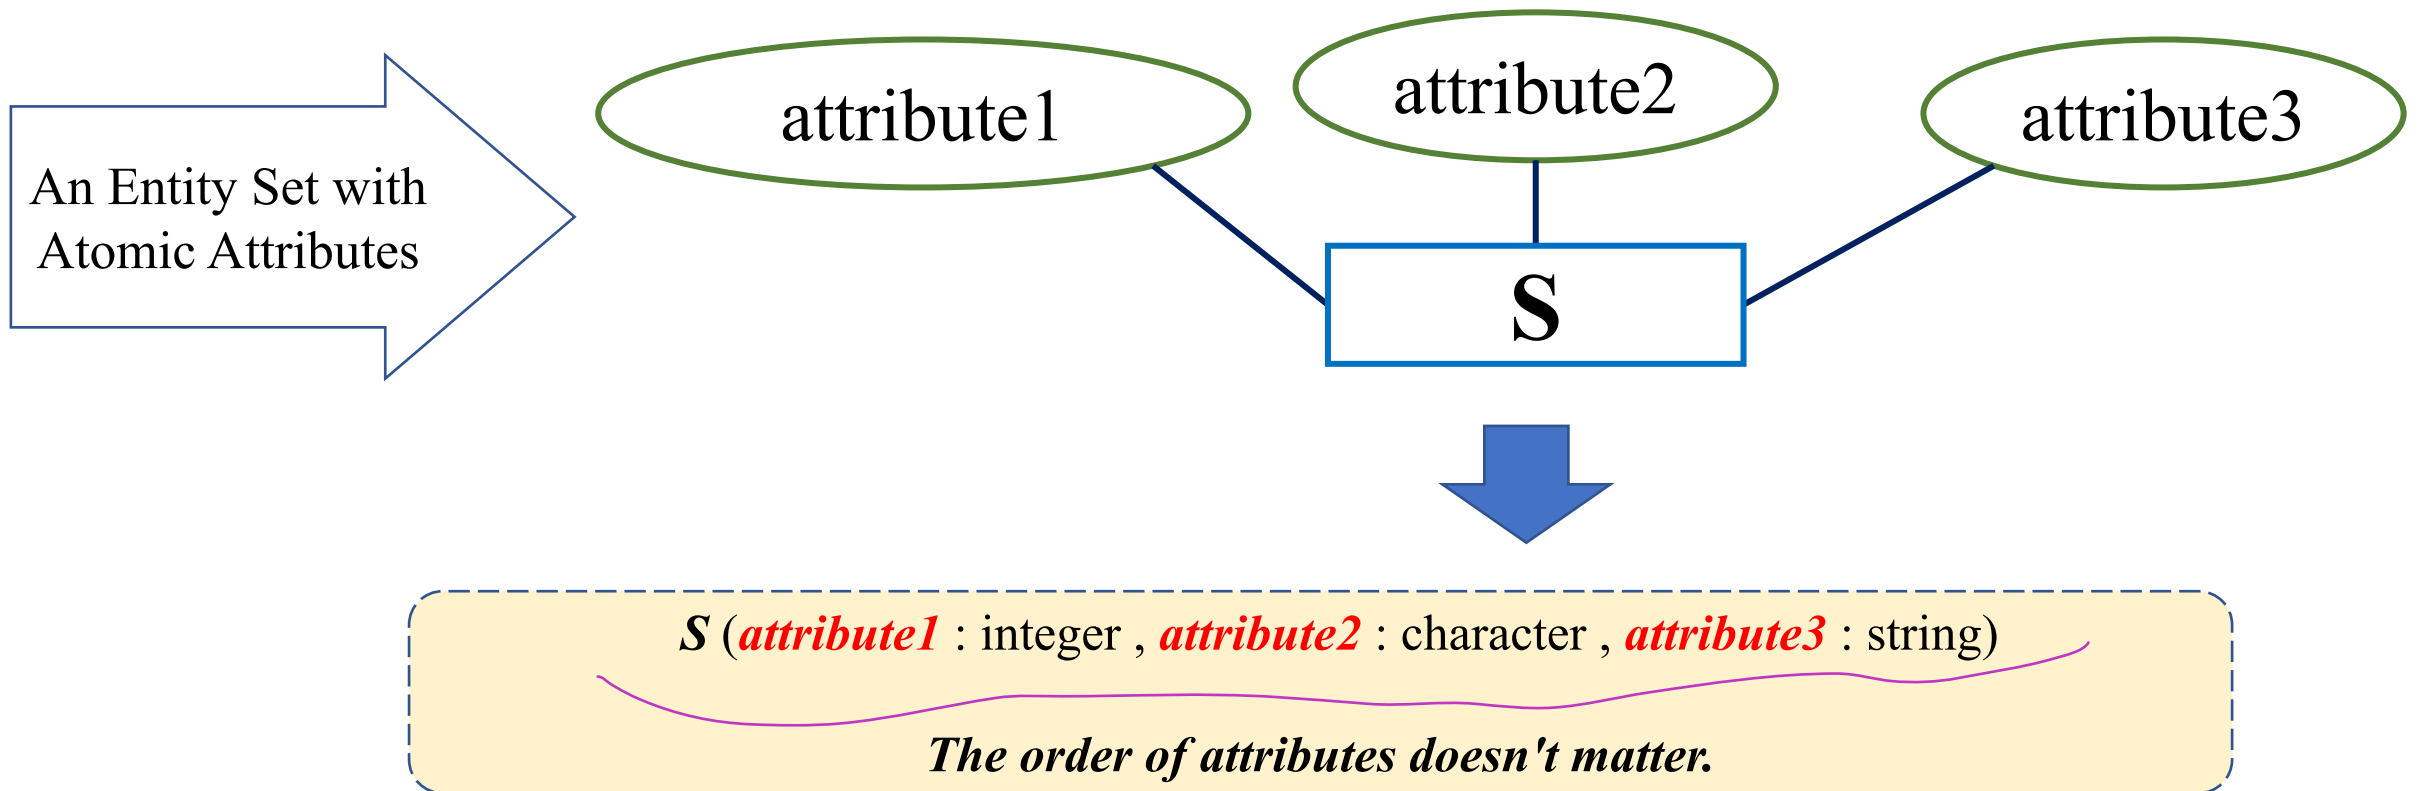 An Entity Set with
Atomic Attributes
attribute1
attribute2
attribute3
S
S (attribute1 : integer , attribute2 : character , attribute3 : string)
The order of attributes doesn't matter.